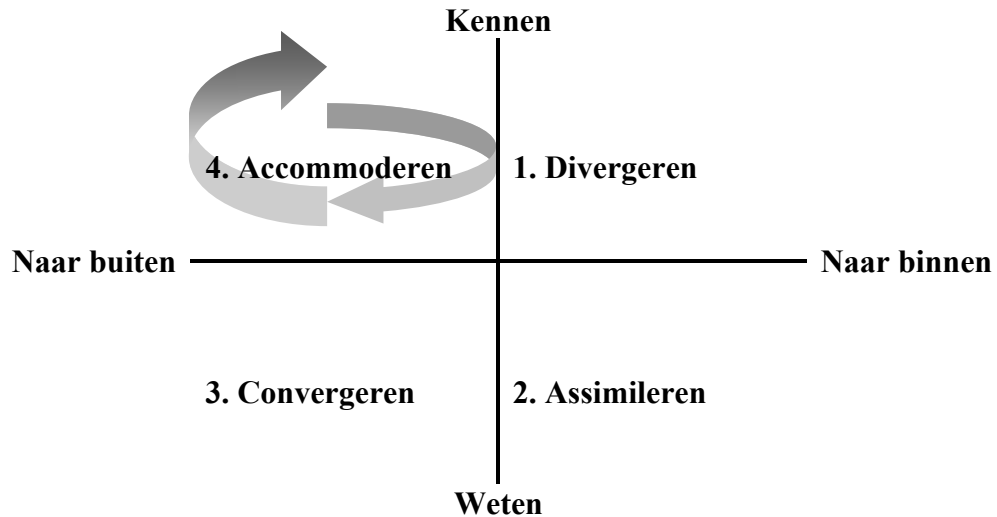 Kennen
4. Accommoderen
1. Divergeren
Naar buiten
Naar binnen
3. Convergeren
2. Assimileren
Weten